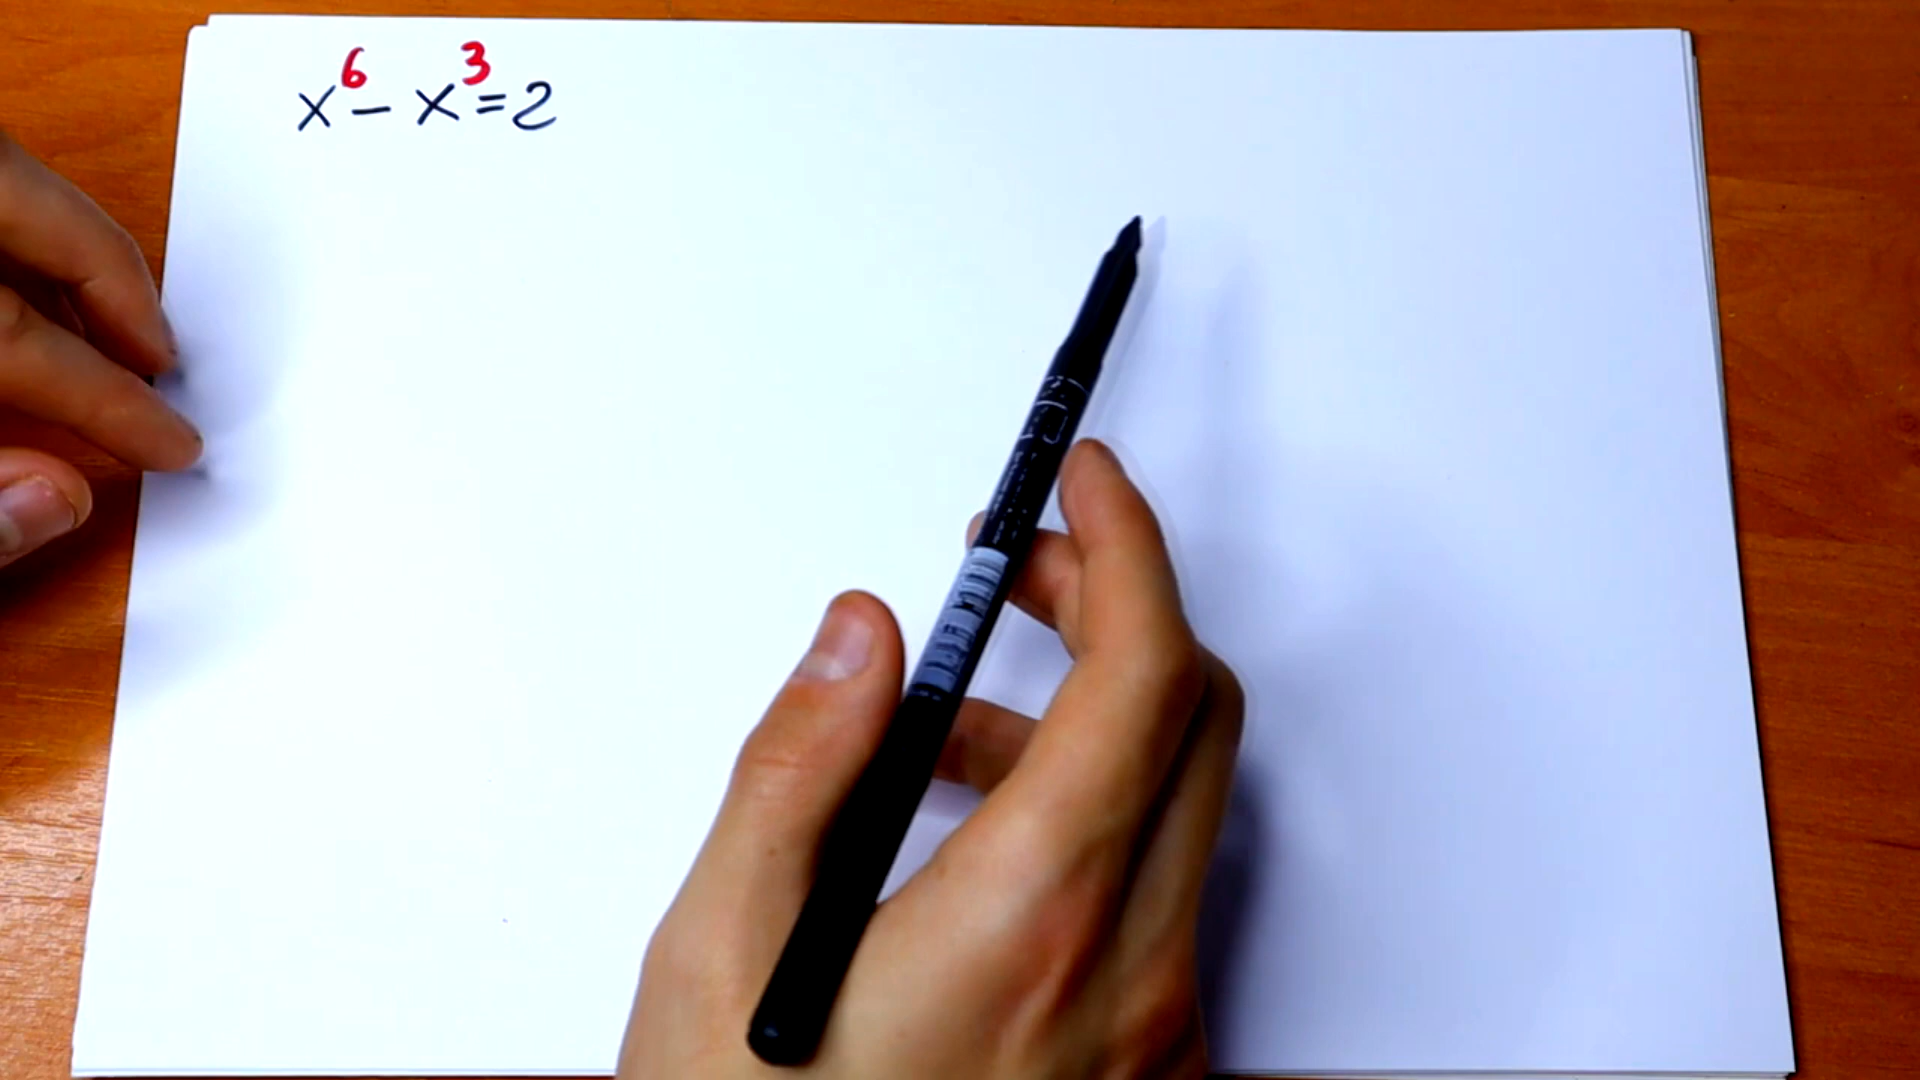 x⁶ - x³ = 2